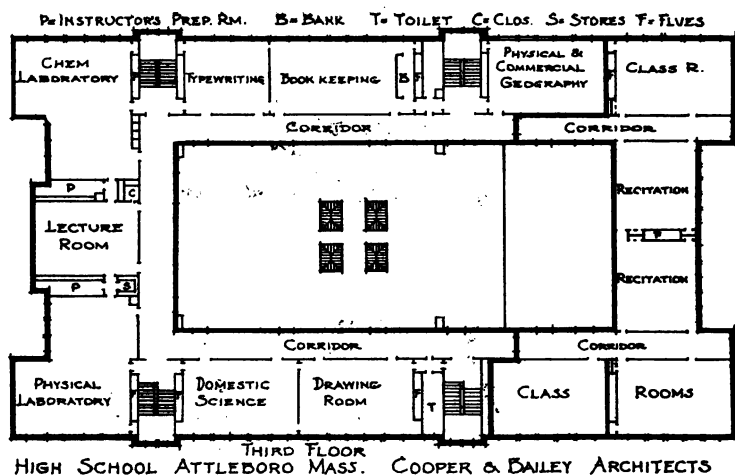 P=INSTRUCTOR'S PREP. RM. B=BANK T=TOILET C=CLOS. S=STORES F=FLUES
CHEM
LABORATORY
TYPEWRITING
BOOK KEEPING
B
F
PHYSICAL &
COMMERCIAL
GEOGRAPHY
CLASS R.
CORRIDOR
CORRIDOR
P
C
LECTURE
ROOM
P
S
RECITATION
P
RECITATION
CORRIDOR
CORRIDOR
PHYSICAL
LABORATORY
DOMESTIC
SCIENCE
DRAWING
ROOM
F
T
CLASS
ROOMS
THIRD FLOOR
HIGH SCHOOL ATTLEBORO MASS. COOPER & BAILEY ARCHITECTS